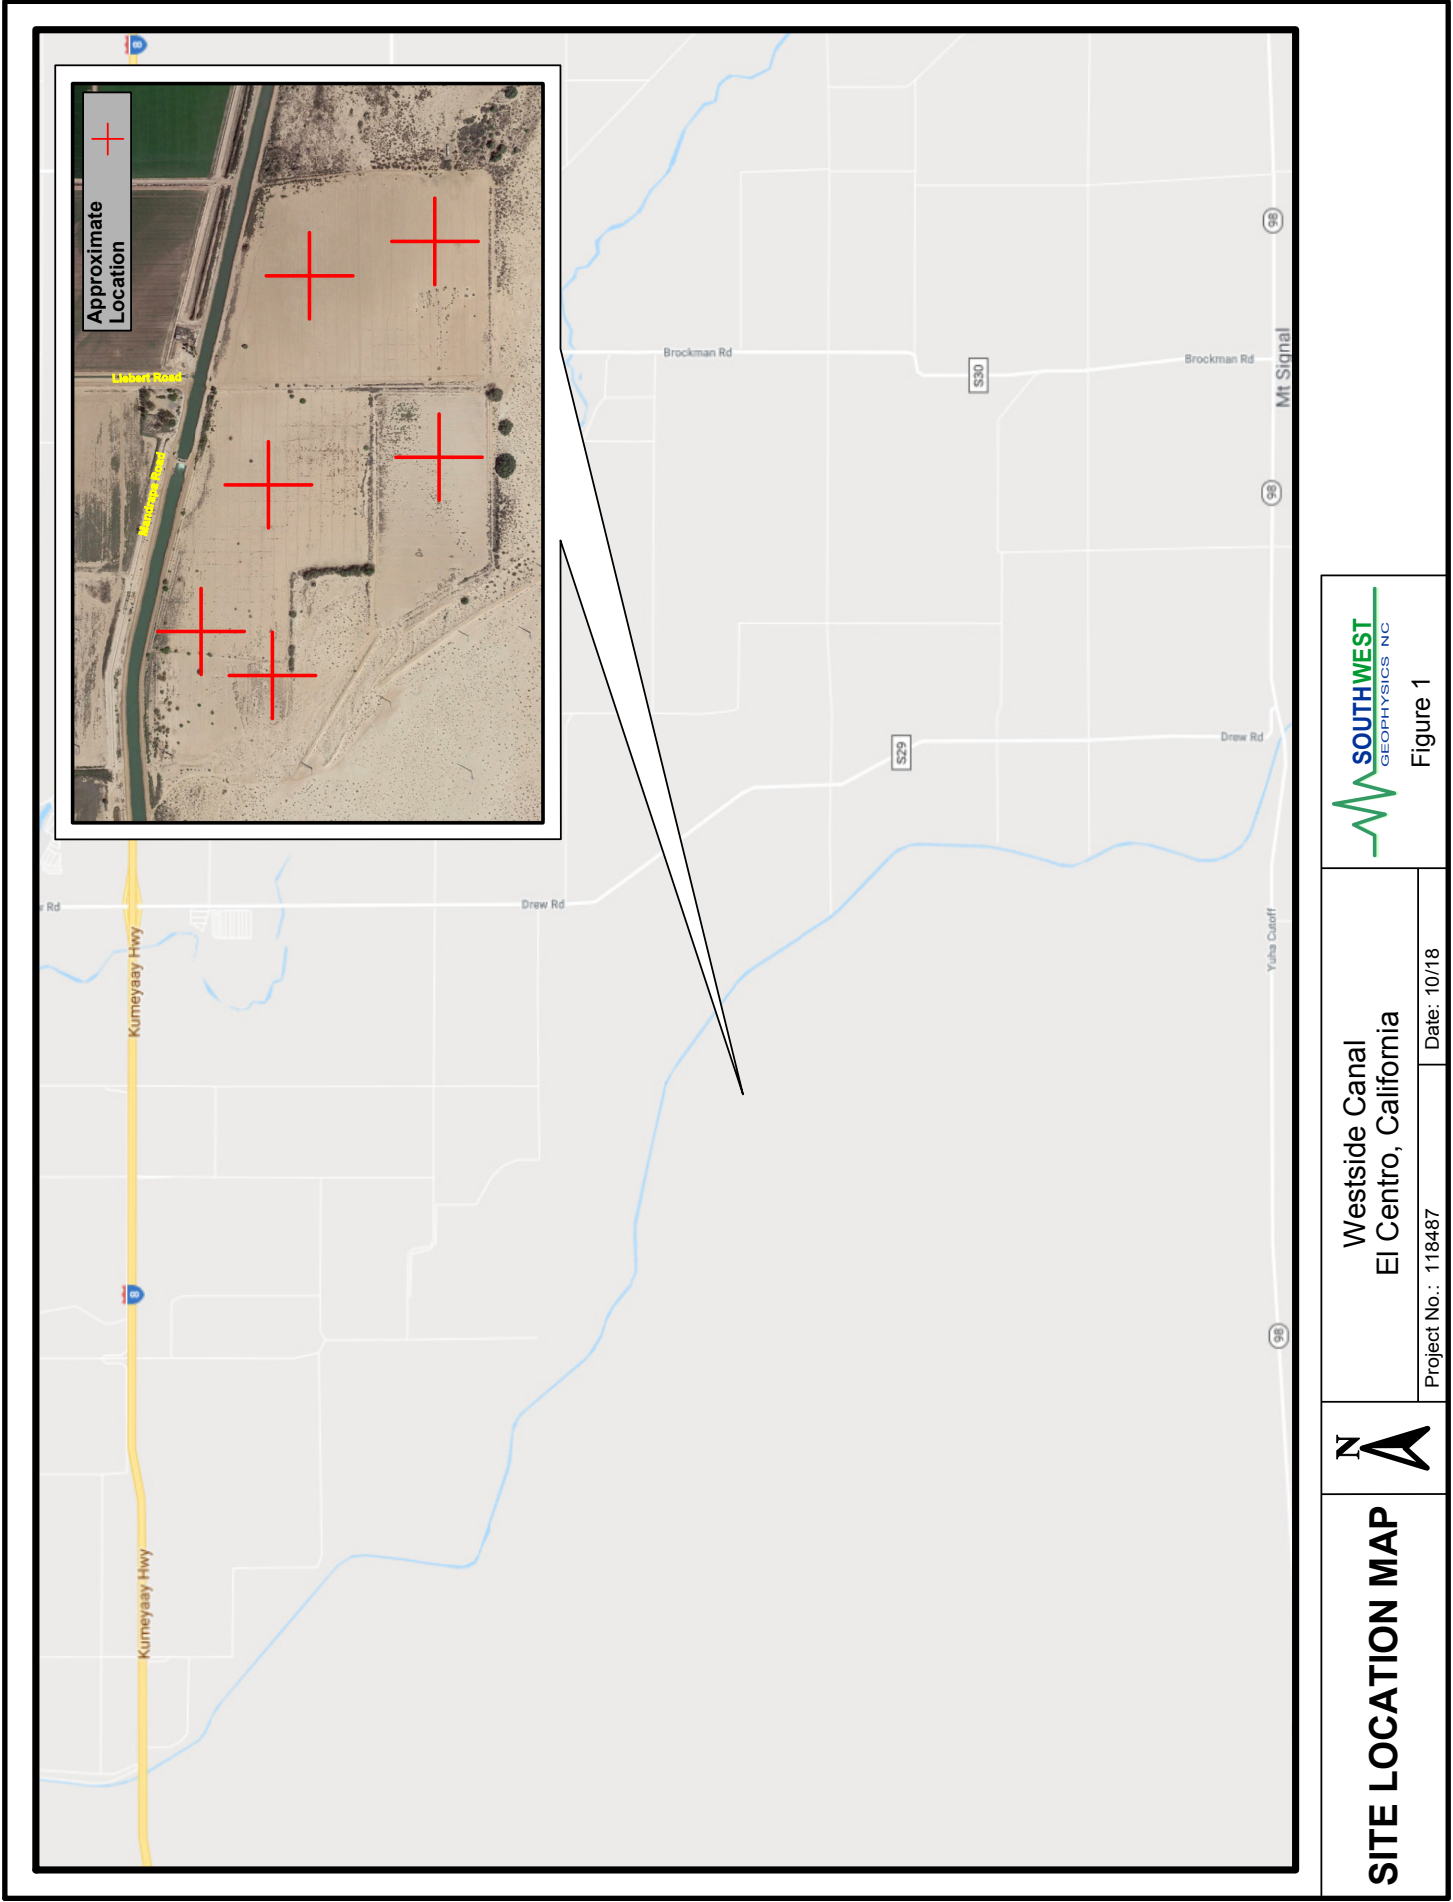 8
Approximate
Location
Liebert Road
Mandrapa Road
Kumeyaay Hwy
8
Kumeyaay Hwy
Rd
Drew Rd
Brockman Rd
S30
Brockman Rd
Mt Signal
98
98
S29
Drew Rd
Yuha Cutoff
98
SITE LOCATION MAP
N
Westside Canal
El Centro, California
Project No.: 118487
Date: 10/18
SOUTHWEST
GEOPHYSICS NC
Figure 1